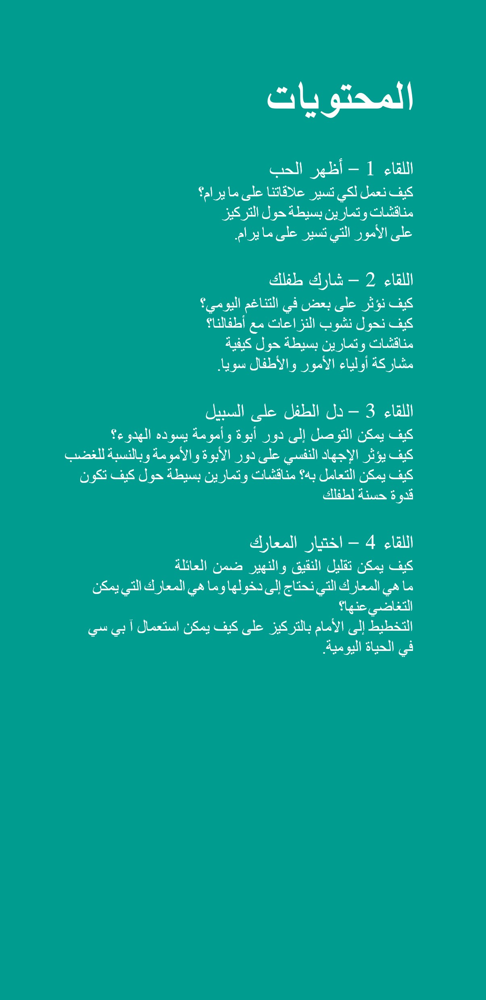 المحتويات
اللقاء 1 – أظهر الحب
كيف نعمل لكي تسير علاقاتنا على ما يرام؟
مناقشات وتمارين بسيطة حول التركيز
على الأمور التي تسير على ما يرام.
اللقاء 2 – شارك طفلك
كيف نؤثر على بعض في التناغم اليومي؟
كيف نحول نشوب النزاعات مع أطفالنا؟
مناقشات وتمارين بسيطة حول كيفية
مشاركة أولياء الأمور والأطفال سويا.
اللقاء 3 – دل الطفل على السبيل
كيف يمكن التوصل إلى دور أبوة وأمومة يسوده الهدوء؟
كيف يؤثر الإجهاد النفسي على دور الأبوة والأمومة وبالنسبة للغضب
كيف يمكن التعامل به؟ مناقشات وتمارين بسيطة حول كيف تكون
قدوة حسنة لطفلك
اللقاء 4 – اختيار المعارك
كيف يمكن تقليل النقيق والنهير ضمن العائلة
ما هي المعارك التي نحتاج إلى دخولها وما هي المعارك التي يمكن
التغاضي عنها؟
التخطيط إلى الأمام بالتركيز على كيف يمكن استعمال آ بي سي
في الحياة اليومية.